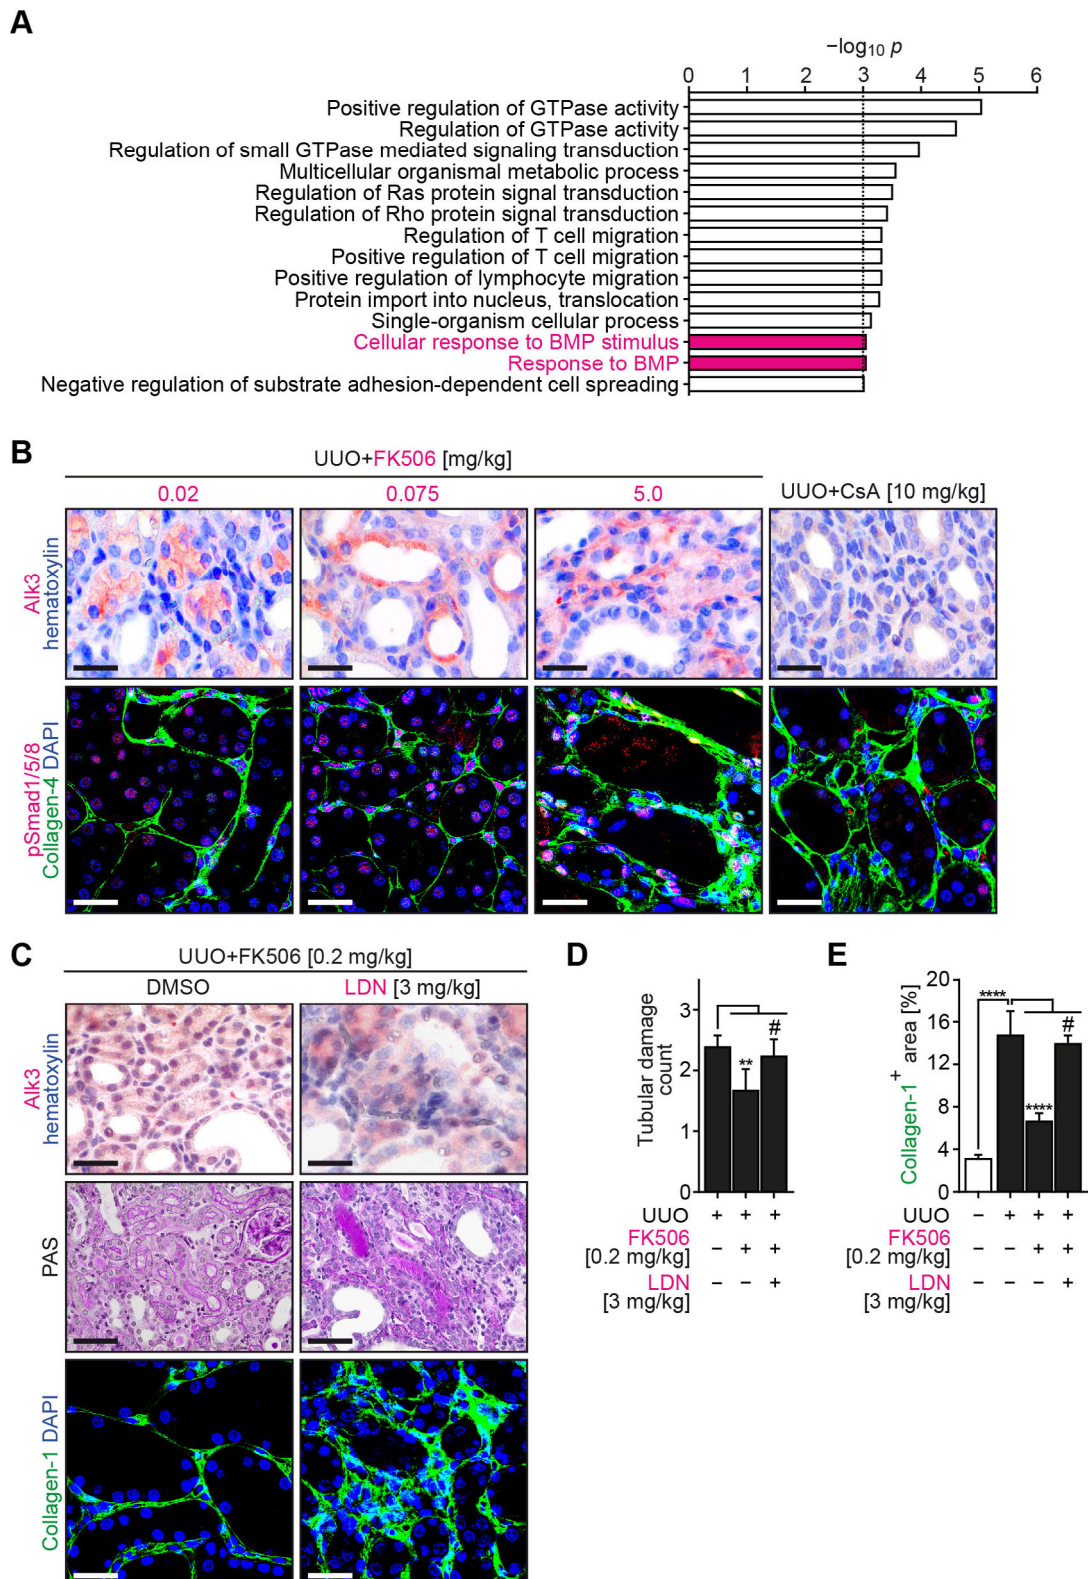 A
−log10 p
0 1 2 3 4 5 6
Positive regulation of GTPase activity
Regulation of GTPase activity
Regulation of small GTPase mediated signaling transduction
Multicellular organismal metabolic process
Regulation of Ras protein signal transduction
Regulation of Rho protein signal transduction
Regulation of T cell migration
Positive regulation of T cell migration
Positive regulation of lymphocyte migration
Protein import into nucleus, translocation
Single-organism cellular process
Cellular response to BMP stimulus
Response to BMP
Negative regulation of substrate adhesion-dependent cell spreading
B
UUO+FK506 [mg/kg]
0.02 0.075 5.0 UUO+CsA [10 mg/kg]
Alk3
hematoxylin
pSmad1/5/8
Collagen-4 DAPI
C
UUO+FK506 [0.2 mg/kg]
DMSO LDN [3 mg/kg]
Alk3
hematoxylin
PAS
Collagen-1 DAPI
D
Tubular damage
count
3
2
1
0
** #
UUO + + +
FK506
[0.2 mg/kg] − + +
LDN
[3 mg/kg] − − +
E
Collagen-1+ area [%]
20
16
12
8
4
0
**** **** #
UUO − + + +
FK506
[0.2 mg/kg] − − + +
LDN
[3 mg/kg] − − − +